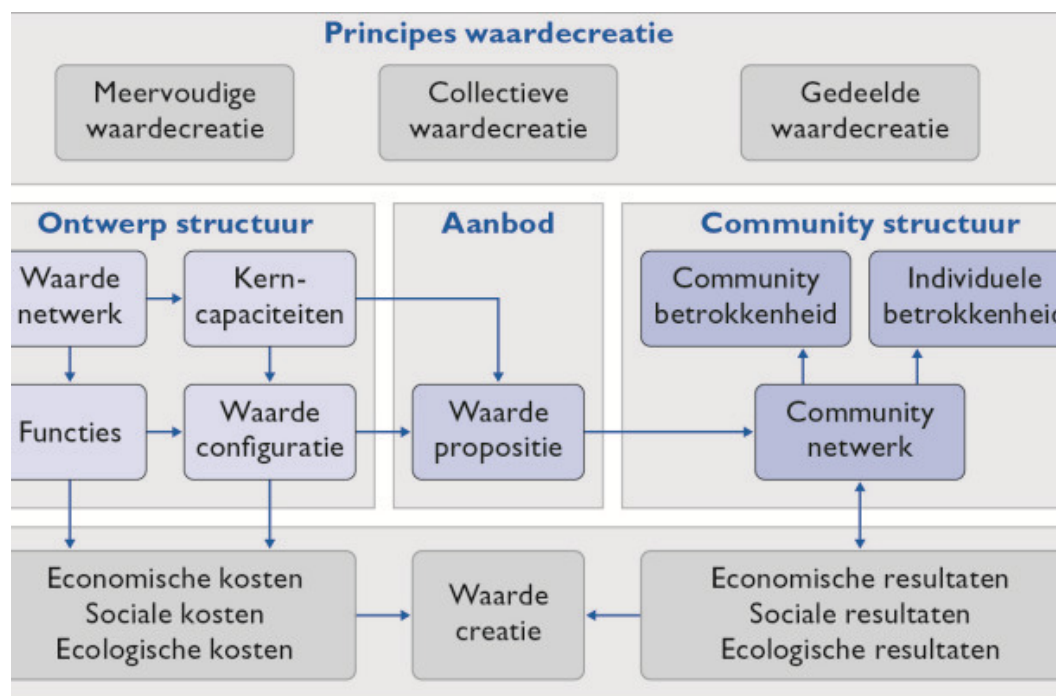 Principes waardecreatie
Meervoudige
waardecreatie
Collectieve
waardecreatie
Gedeelde
waardecreatie
Ontwerp structuur
Aanbod
Community structuur
Waarde
netwerk
Kern-
capaciteiten
Community
betrokkenheid
Individuele
betrokkenheid
Functies
Waarde
configuratie
Waarde
propositie
Community
netwerk
Economische kosten
Sociale kosten
Ecologische kosten
Waarde
creatie
Economische resultaten
Sociale resultaten
Ecologische resultaten